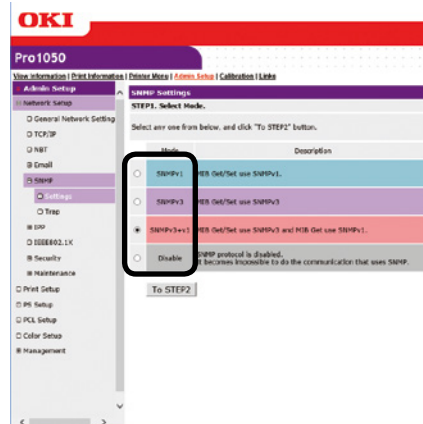 OKI
Pro1050
View Information | Print Information | Printer Menu | Admin Setup | Calibration | Links
Admin Setup
Network Setup
General Network Setting
TCP/IP
NBT
Email
SNMP
Settings
Trap
IPP
IEEE802.1X
Security
Maintenance
Print Setup
PS Setup
PCL Setup
Color Setup
Management
SNMP Settings
STEP1. Select Mode.
Select any one from below, and click "To STEP2" button.
Mode Description
SNMPv1 MIB Get/Set use SNMPv1.
SNMPv3 MIB Get/Set use SNMPv3
SNMPv3+v1 MIB Get/Set use SNMPv3 and MIB Get use SNMPv1.
Disable SNMP protocol is disabled.
It becomes impossible to do the communication that uses SNMP.
To STEP2